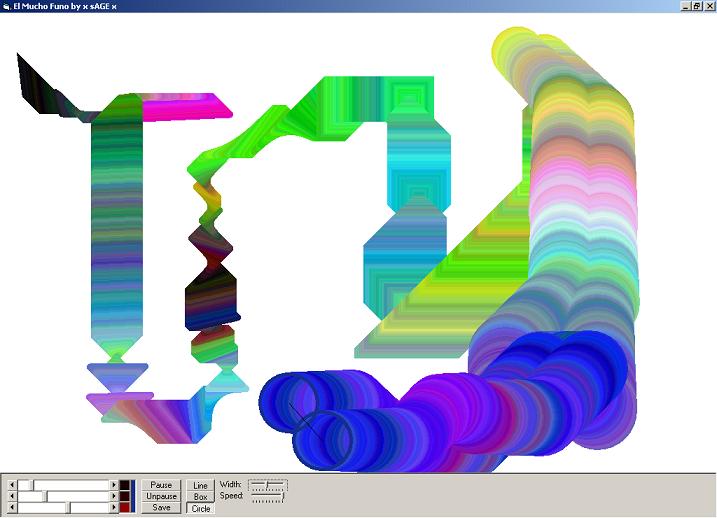 El Mucho Funo by x sAGE x
Pause
Unpause
Save
Line
Box
Circle
Width:
Speed: